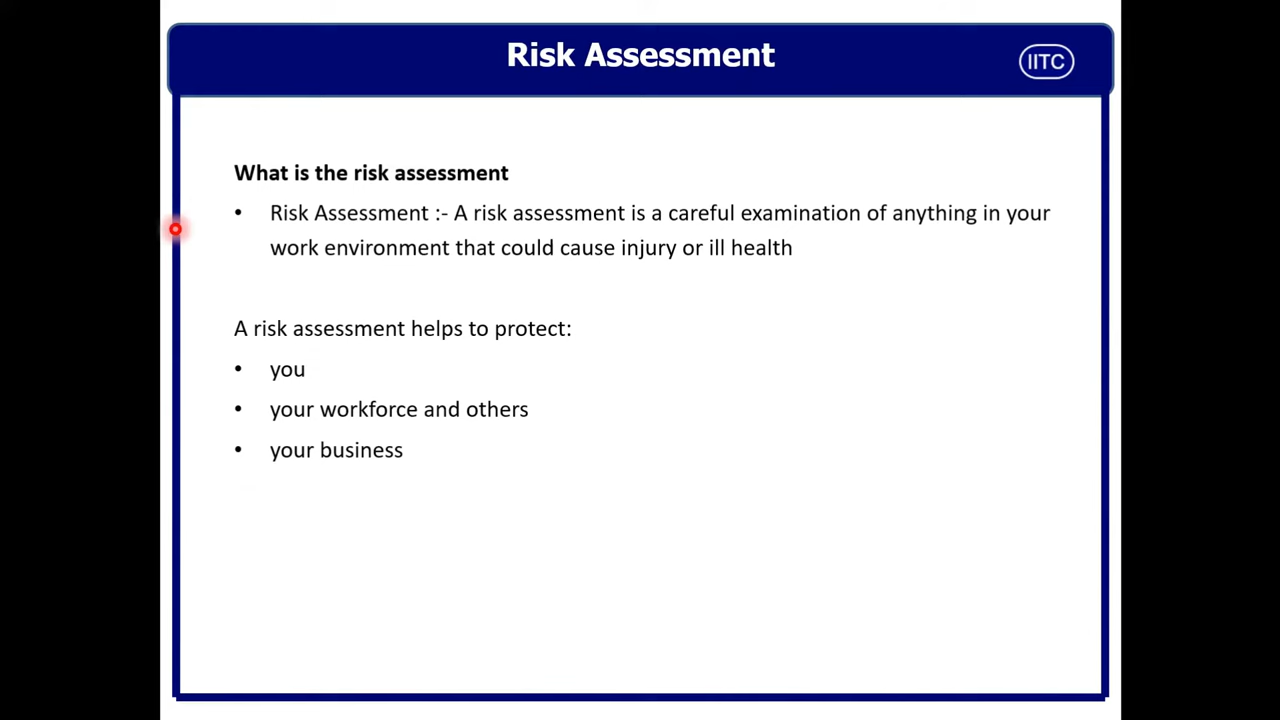 Risk Assessment
IITC
What is the risk assessment
• Risk Assessment :- A risk assessment is a careful examination of anything in your
work environment that could cause injury or ill health
A risk assessment helps to protect:
• you
• your workforce and others
• your business